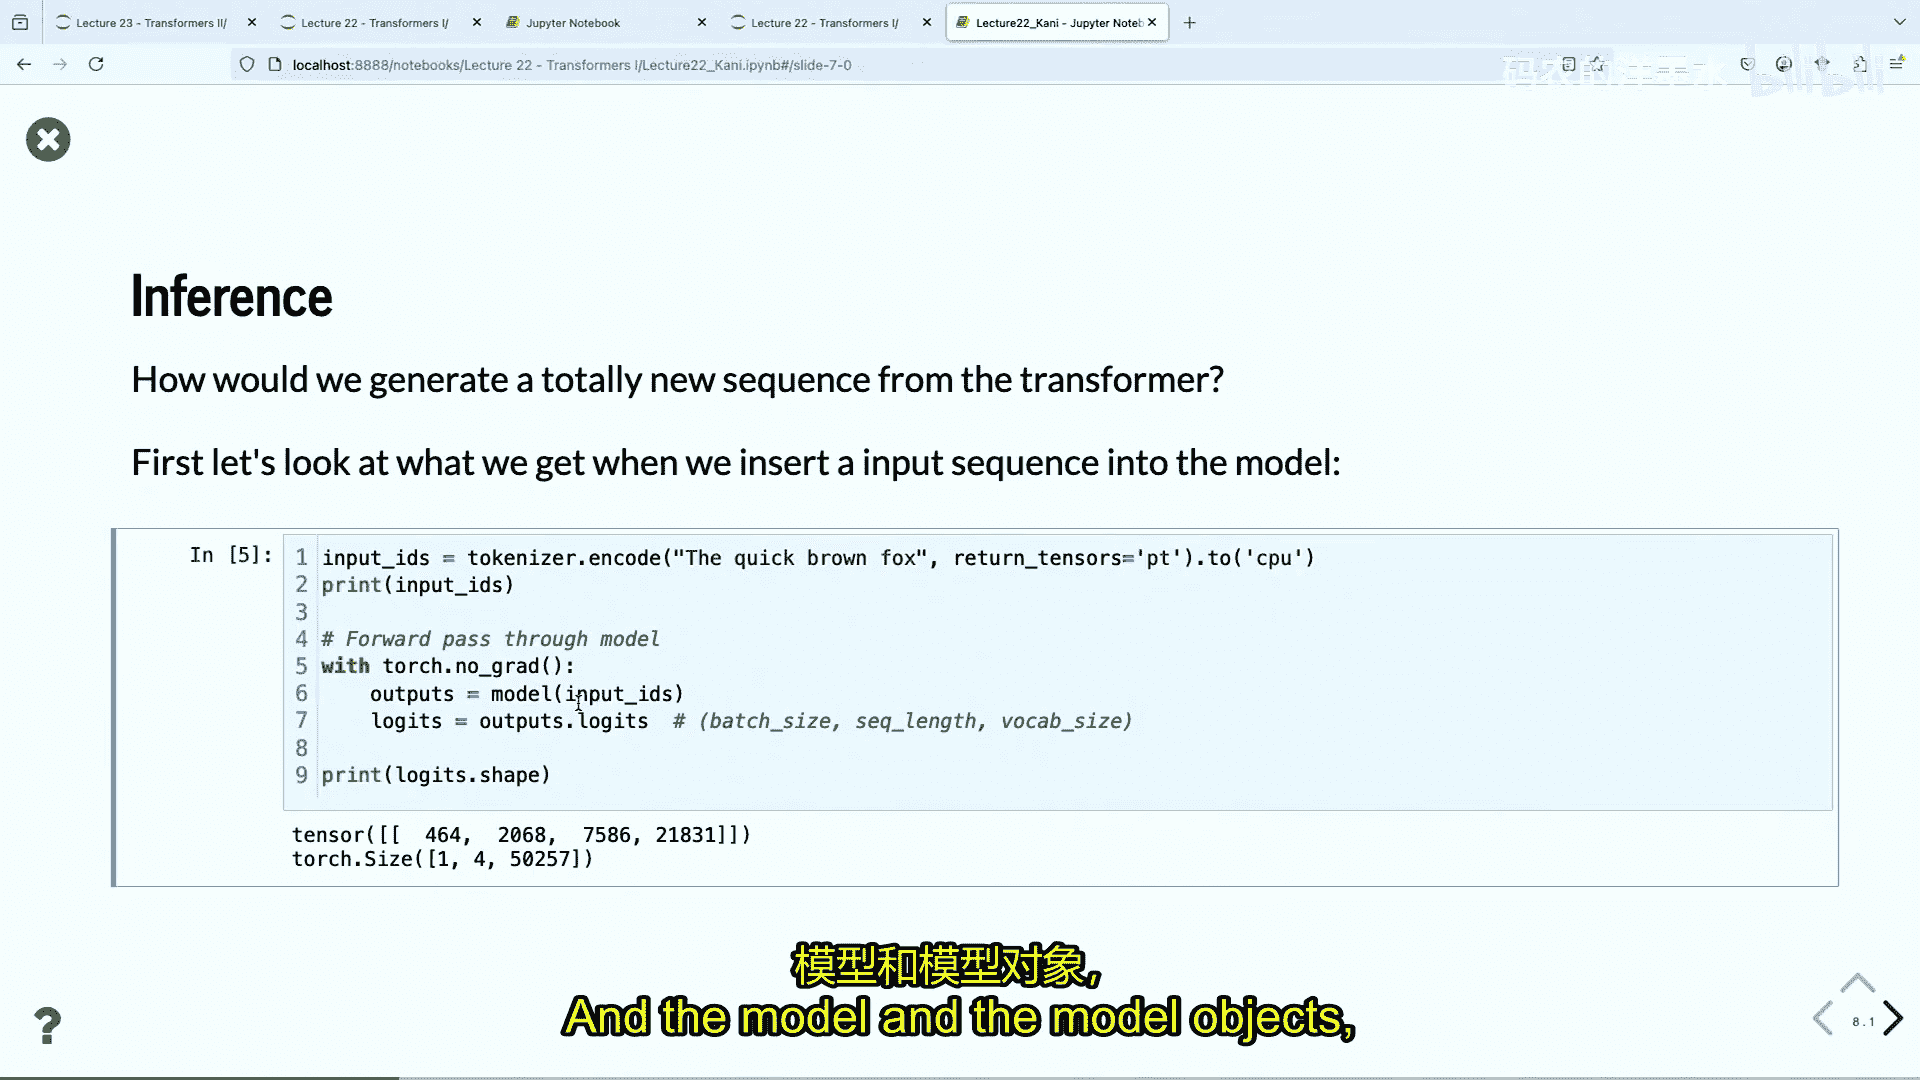 Lecture 23 - Transformers II/
Lecture 22 - Transformers I/
Jupyter Notebook
Lecture 22 - Transformers I/
Lecture22_Kani - Jupyter Noteb
localhost:8888/notebooks/Lecture 22 - Transformers I/Lecture22_Kani.ipynb#/slide-7-0
bilibili
Inference
How would we generate a totally new sequence from the transformer?
First let's look at what we get when we insert a input sequence into the model:
In [5]:
1 input_ids = tokenizer.encode("The quick brown fox", return_tensors='pt').to('cpu')
2 print(input_ids)
3
4 # Forward pass through model
5 with torch.no_grad():
6     outputs = model(input_ids)
7     logits = outputs.logits  # (batch_size, seq_length, vocab_size)
8
9 print(logits.shape)
tensor([[  464,  2068,  7586, 21831]])
torch.Size([1, 4, 50257])
模型和模型对象,
And the model and the model objects,
?
8.1